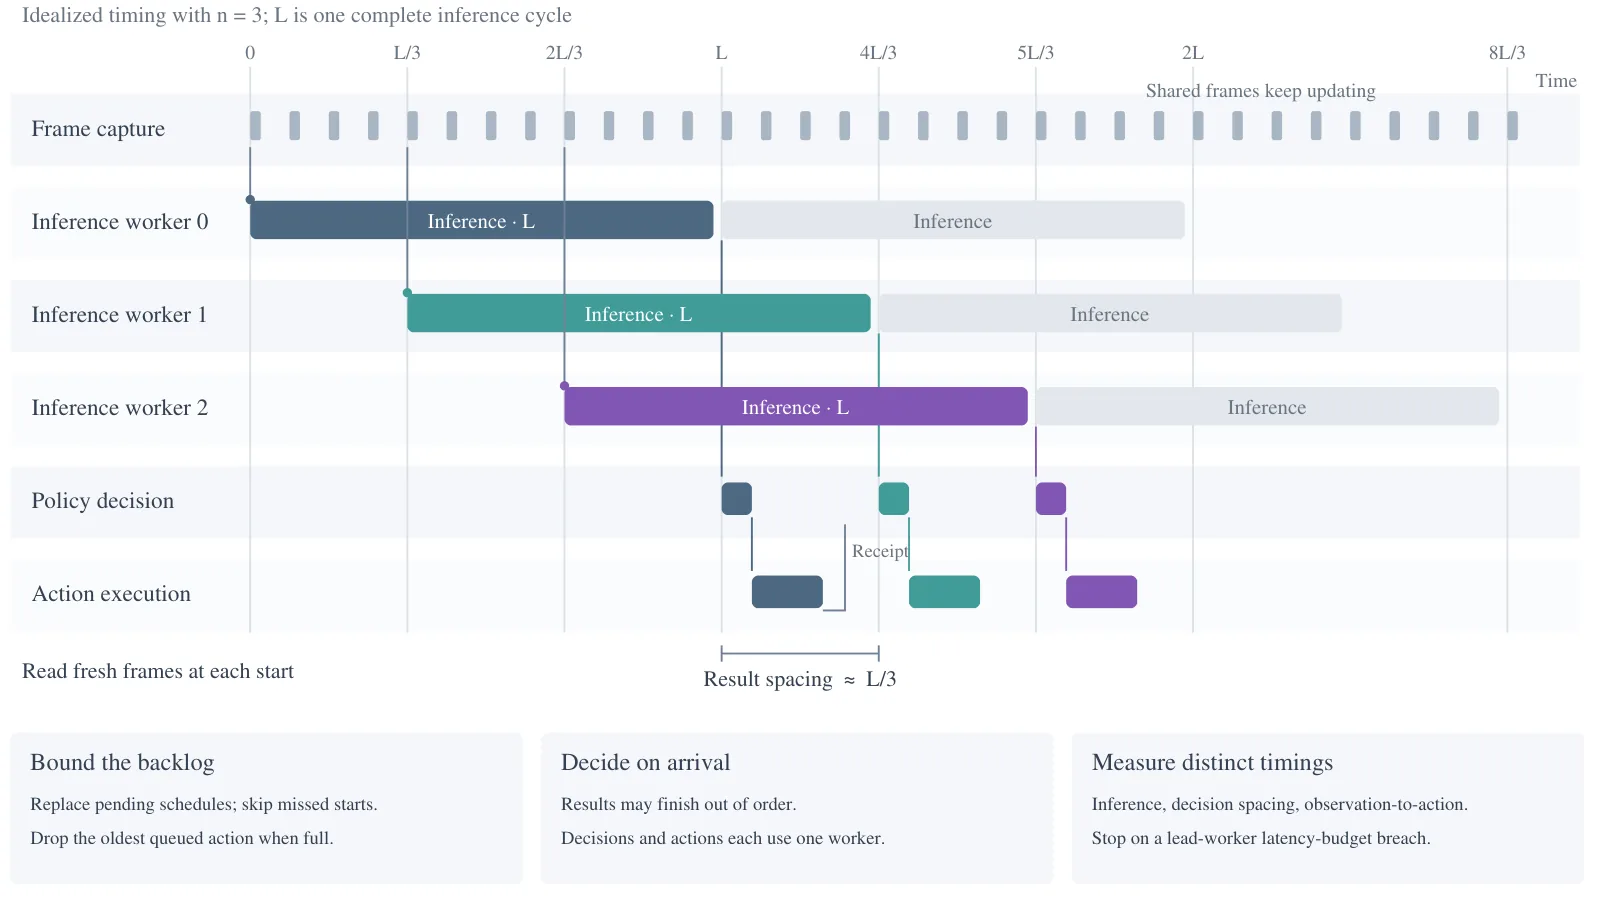 Idealized timing with n = 3; L is one complete inference cycle
0 L/3 2L/3 L 4L/3 5L/3 2L 8L/3
Time
Shared frames keep updating
Frame capture
Inference worker 0
Inference · L
Inference
Inference worker 1
Inference · L
Inference
Inference worker 2
Inference · L
Inference
Policy decision
Receipt
Action execution
Read fresh frames at each start
Result spacing ≈ L/3
Bound the backlog
Replace pending schedules; skip missed starts.
Drop the oldest queued action when full.
Decide on arrival
Results may finish out of order.
Decisions and actions each use one worker.
Measure distinct timings
Inference, decision spacing, observation-to-action.
Stop on a lead-worker latency-budget breach.